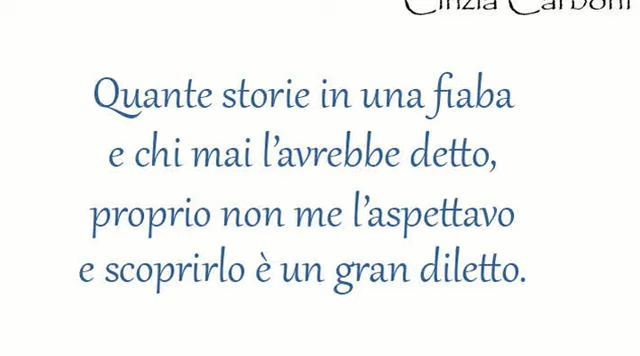 Cinzia Carboni
Quante storie in una fiaba
e chi mai l'avrebbe detto,
proprio non me l'aspettavo
e scoprirlo è un gran diletto.